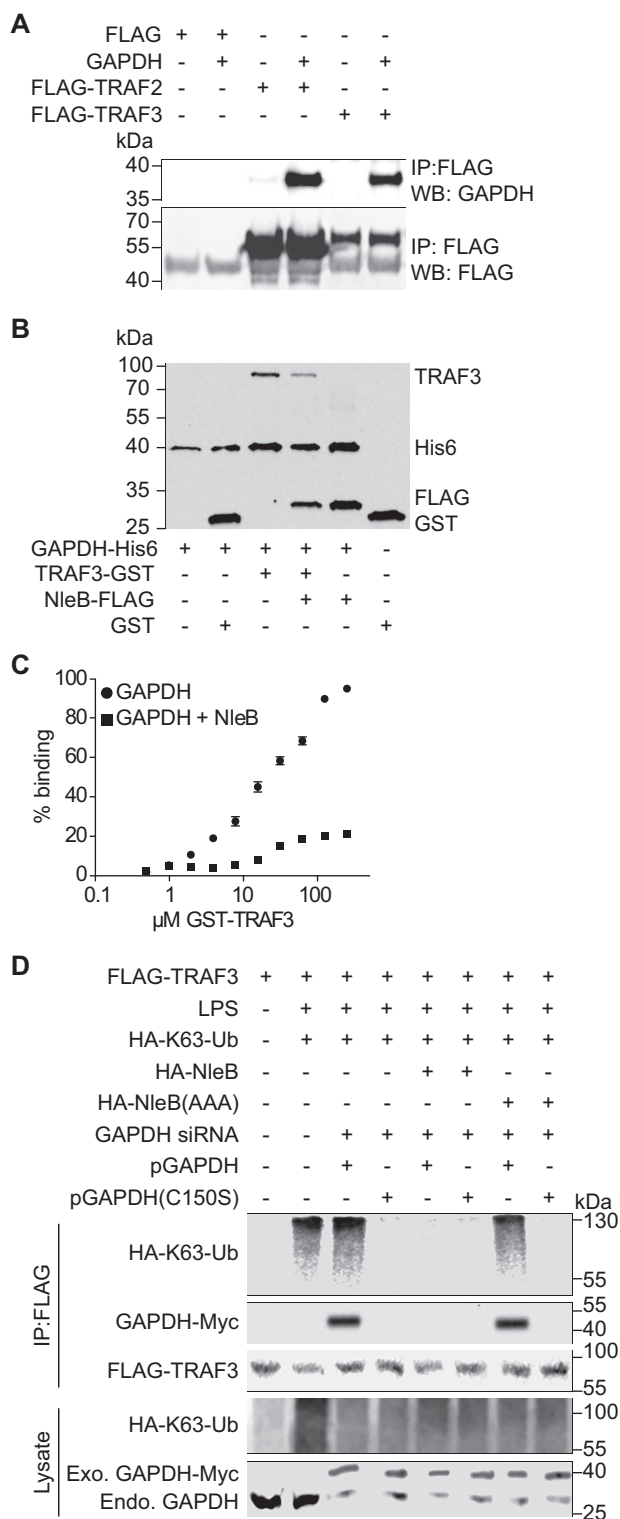 A
FLAG + + - - - -
GAPDH - + - + - +
FLAG-TRAF2 - - + + - -
FLAG-TRAF3 - - - - + +
kDa
40
35
IP:FLAG
WB: GAPDH
70
55
40
IP: FLAG
WB: FLAG
B
kDa
100
70
55
40
35
25
TRAF3
His6
FLAG
GST
GAPDH-His6 + + + + + -
TRAF3-GST - - + + - -
NleB-FLAG - - - + + -
GST - + - - - +
C
100
80
60
40
20
0
% binding
GAPDH
GAPDH + NleB
0.1 1 10 100
µM GST-TRAF3
D
FLAG-TRAF3 + + + + + + + +
LPS - + + + + + + +
HA-K63-Ub - + + + + + + +
HA-NleB - - - - + + - -
HA-NleB(AAA) - - - - - - + +
GAPDH siRNA - - + + + + + +
pGAPDH - - + - + - + -
pGAPDH(C150S) - - - + - + - +
kDa
IP:FLAG
HA-K63-Ub
130
55
GAPDH-Myc
55
40
FLAG-TRAF3
100
55
Lysate
HA-K63-Ub
100
55
Exo. GAPDH-Myc
40
Endo. GAPDH
25